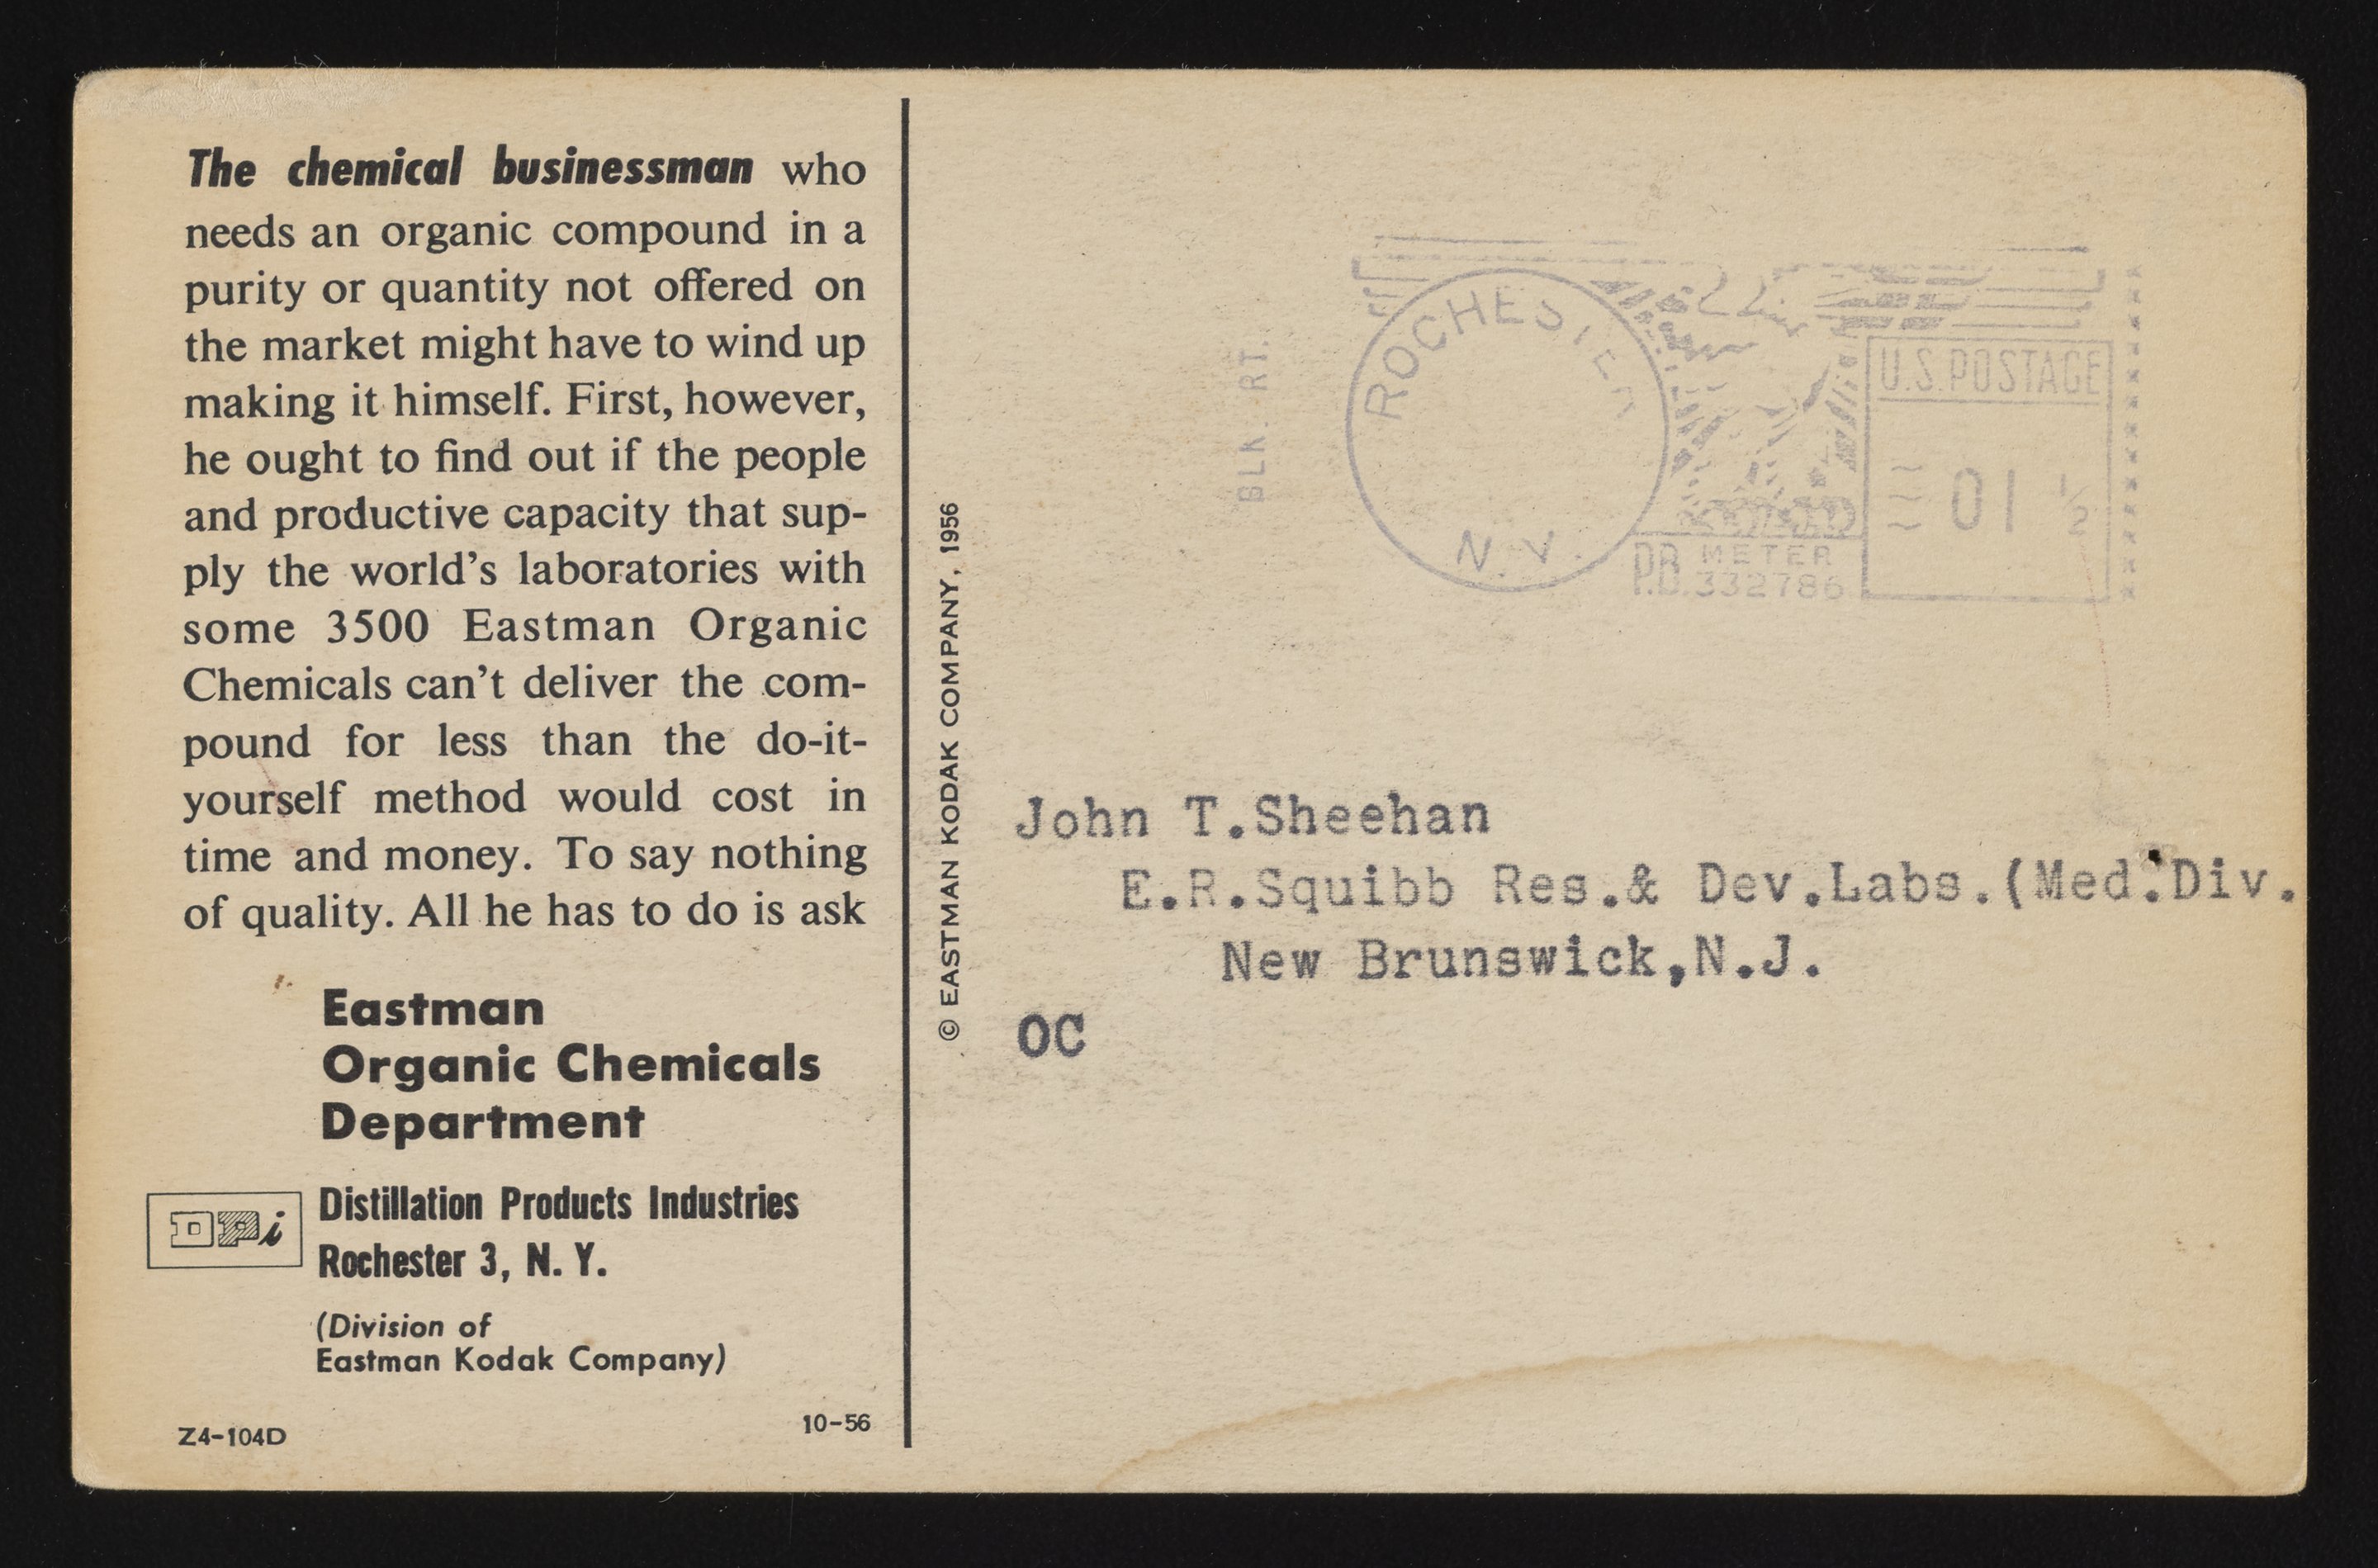 The chemical businessman who
needs an organic compound in a
purity or quantity not offered on
the market might have to wind up
making it himself. First, however,
he ought to find out if the people
and productive capacity that sup-
ply the world's laboratories with
some 3500 Eastman Organic
Chemicals can't deliver the com-
pound for less than the do-it-
yourself method would cost in
time and money. To say nothing
of quality. All he has to do is ask
Eastman
Organic Chemicals
Department
DPi
Distillation Products Industries
Rochester 3, N. Y.
(Division of
Eastman Kodak Company)
Z4-104D
10-56
© EASTMAN KODAK COMPANY, 1956
BLK. RT.
ROCHESTER
N.Y.
P.B. METER
332786
U.S. POSTAGE
01 1/2
John T.Sheehan
E.R.Squibb Res.& Dev.Labs.(Med.Div.
New Brunswick,N.J.
OC